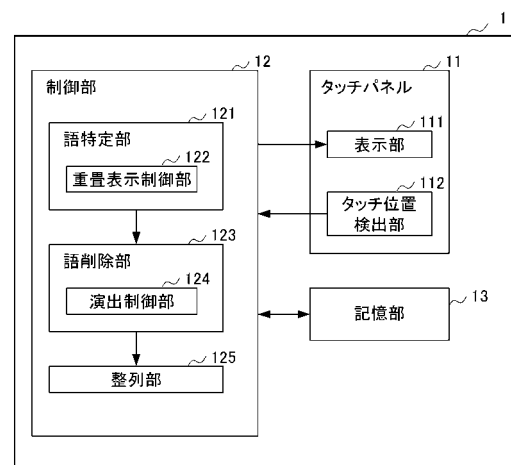 1
12
制御部
121
語特定部
122
重畳表示制御部
123
語削除部
124
演出制御部
125
整列部
11
タッチパネル
111
表示部
112
タッチ位置
検出部
13
記憶部